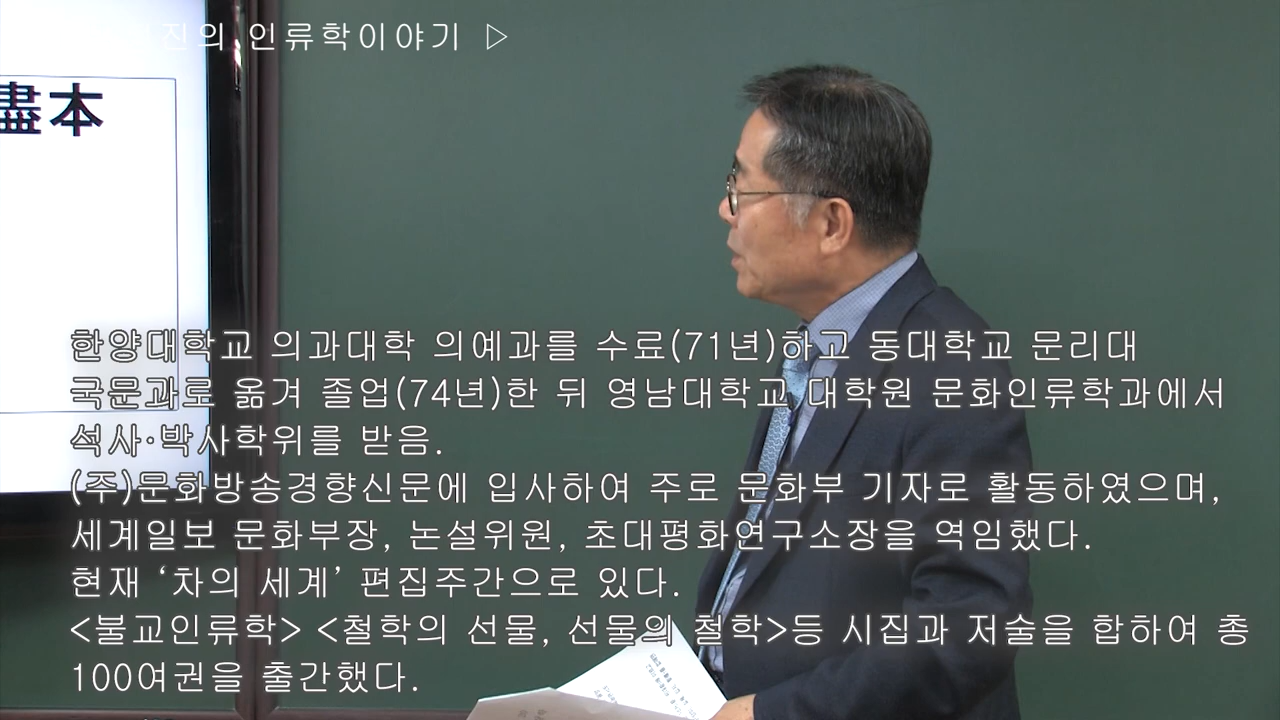 진의 인류학이야기 ▷
盡本
한양대학교 의과대학 의예과를 수료(71년)하고 동대학교 문리대
국문과로 옮겨 졸업(74년)한 뒤 영남대학교 대학원 문화인류학과에서
석사·박사학위를 받음.
(주)문화방송경향신문에 입사하여 주로 문화부 기자로 활동하였으며,
세계일보 문화부장, 논설위원, 초대평화연구소장을 역임했다.
현재 ‘차의 세계’ 편집주간으로 있다.
<불교인류학> <철학의 선물, 선물의 철학>등 시집과 저술을 합하여 총
100여권을 출간했다.